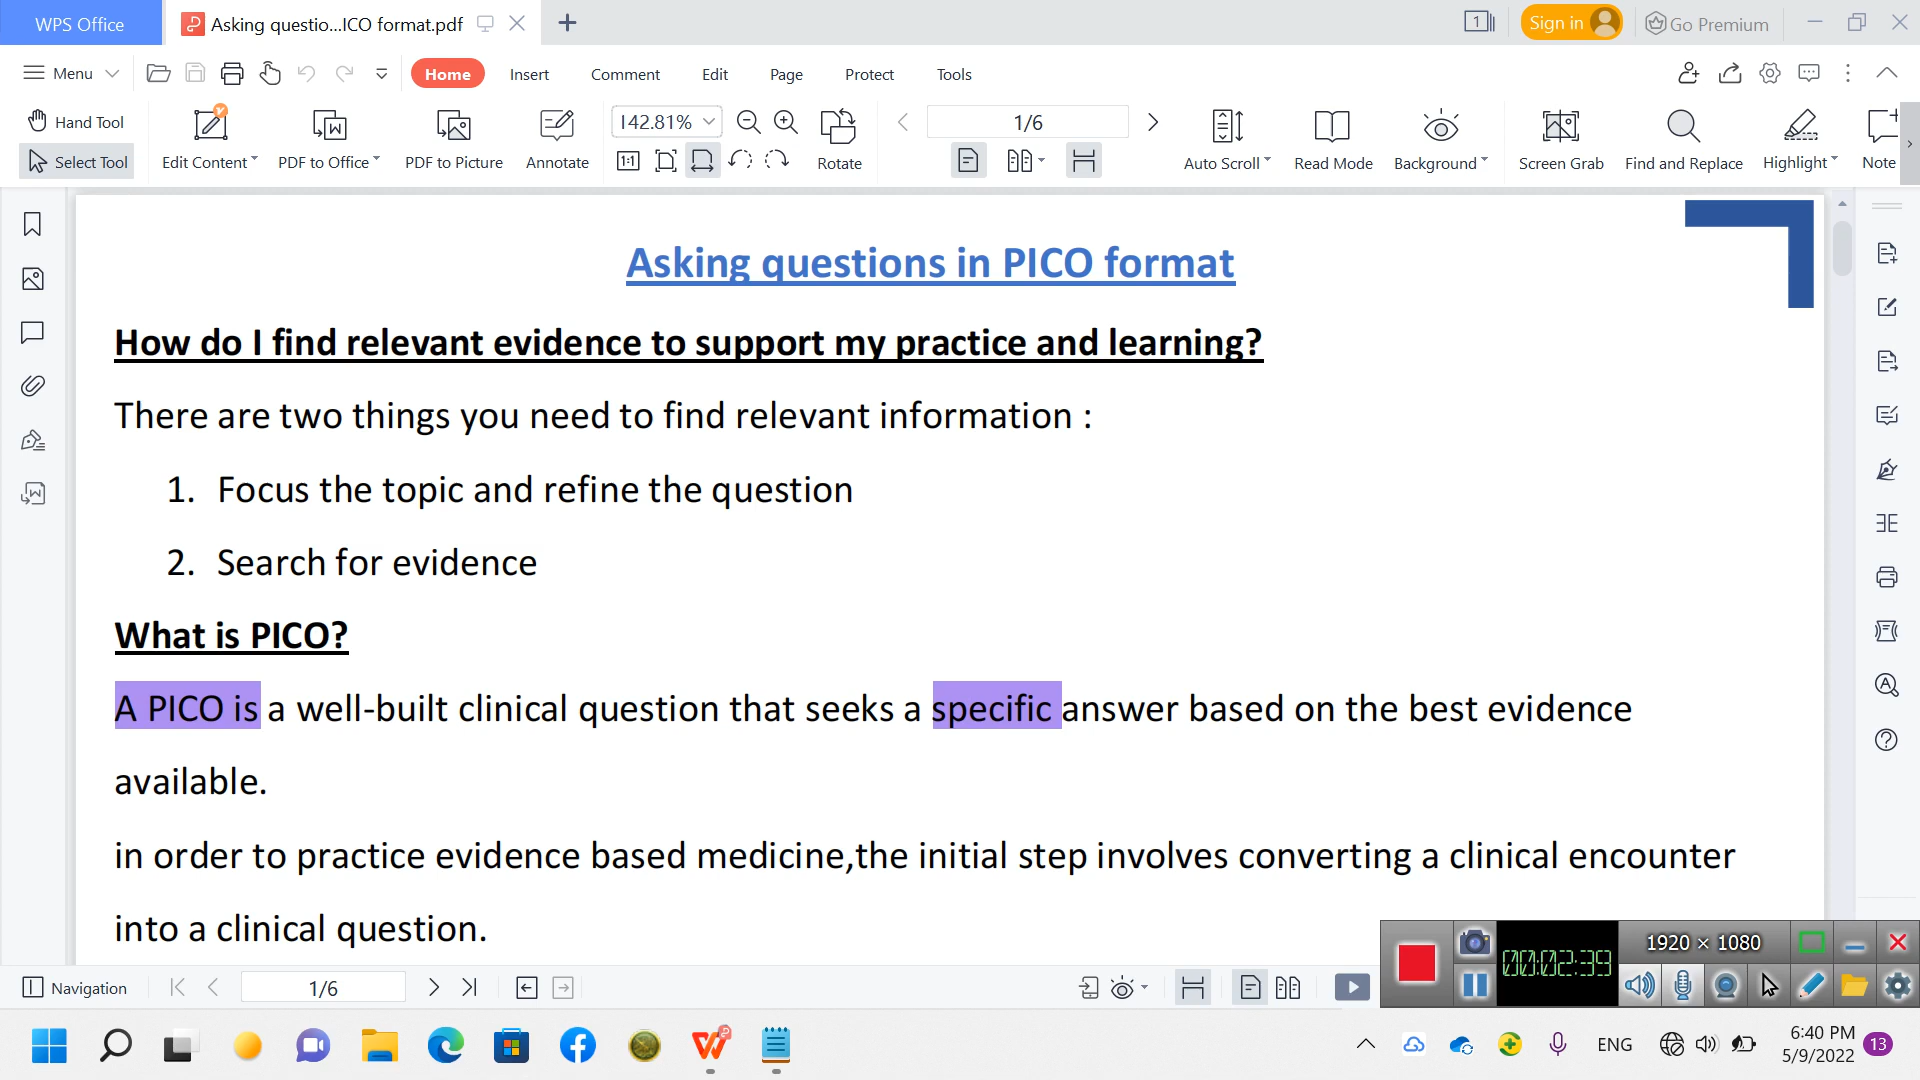 WPS Office
Asking questio...ICO format.pdf
1
Sign in
Go Premium
Menu
Home
Insert
Comment
Edit
Page
Protect
Tools
Hand Tool
Select Tool
Edit Content
PDF to Office
PDF to Picture
Annotate
142.81%
1:1
Rotate
1/6
Auto Scroll
Read Mode
Background
Screen Grab
Find and Replace
Highlight
Note
Asking questions in PICO format
How do I find relevant evidence to support my practice and learning?
There are two things you need to find relevant information :
1. Focus the topic and refine the question
2. Search for evidence
What is PICO?
A PICO is a well-built clinical question that seeks a specific answer based on the best evidence
available.
in order to practice evidence based medicine,the initial step involves converting a clinical encounter
into a clinical question.
00:02:39
1920 × 1080
Navigation
1/6
ENG
6:40 PM
5/9/2022
13